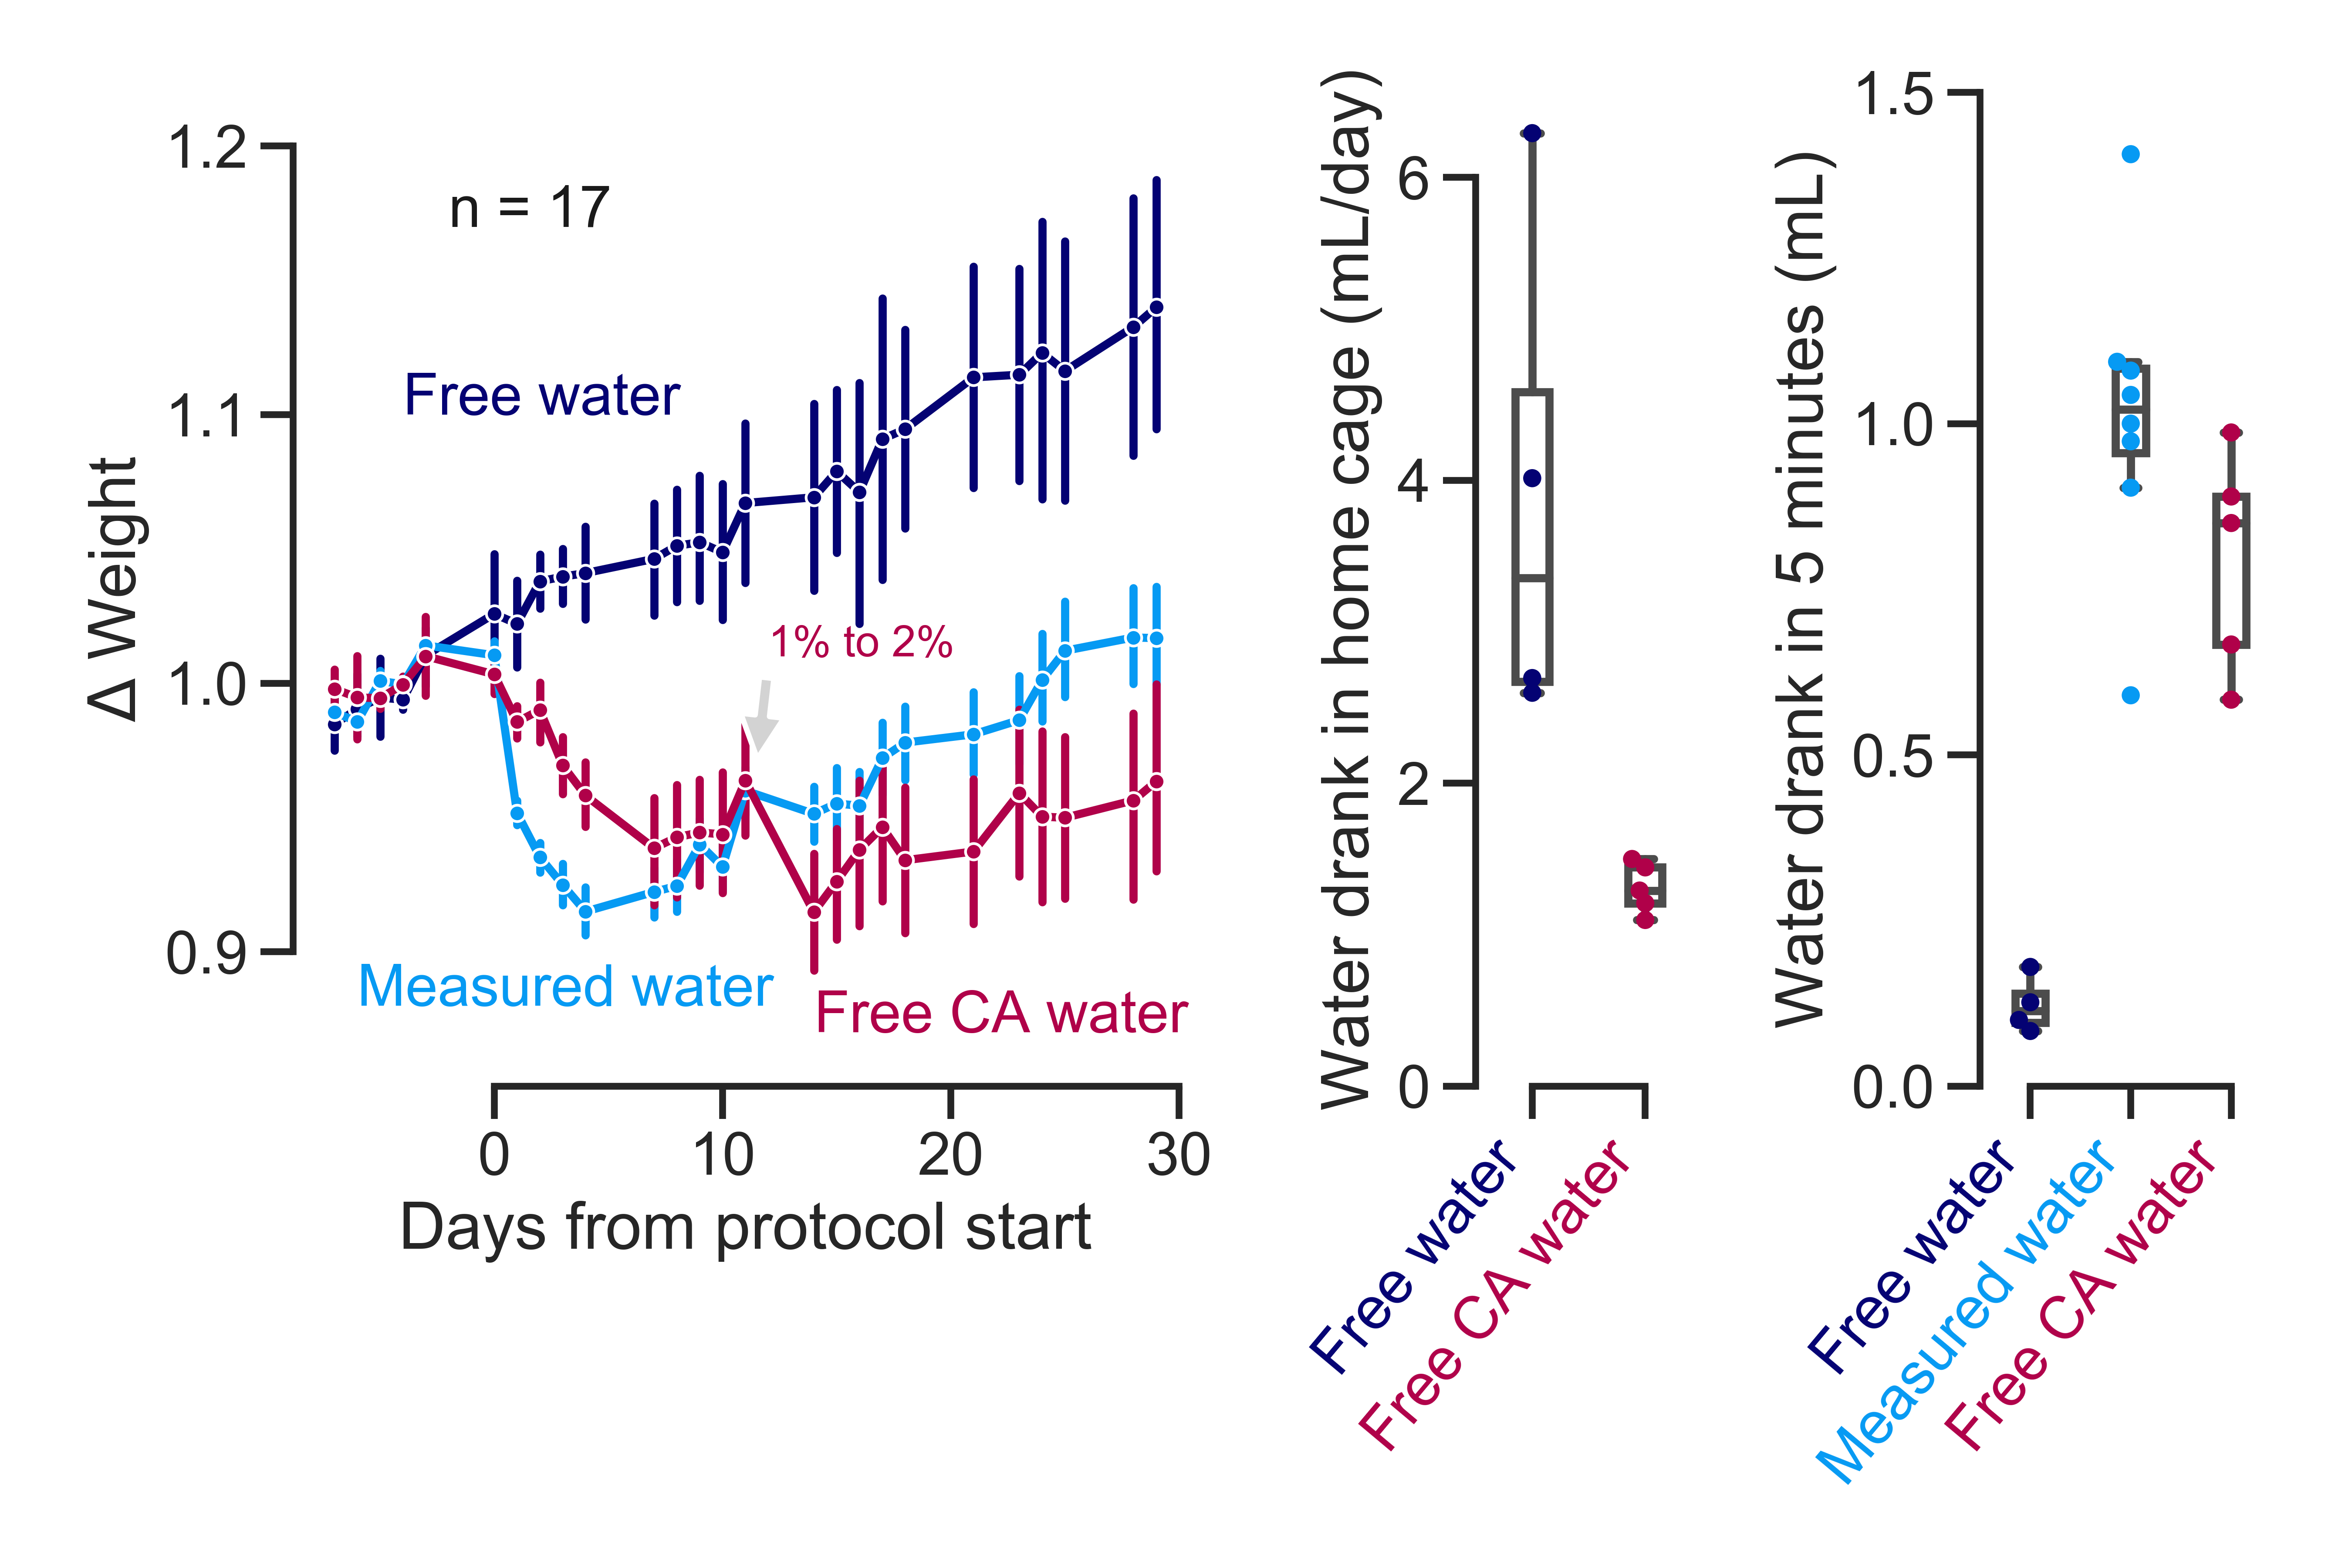 Δ Weight
1.2
1.1
1.0
0.9
n = 17
Free water
1% to 2%
Measured water
Free CA water
0
10
20
30
Days from protocol start
Water drank in home cage (mL/day)
6
4
2
0
Free water
Free CA water
Water drank in 5 minutes (mL)
1.5
1.0
0.5
0.0
Free water
Measured water
Free CA water